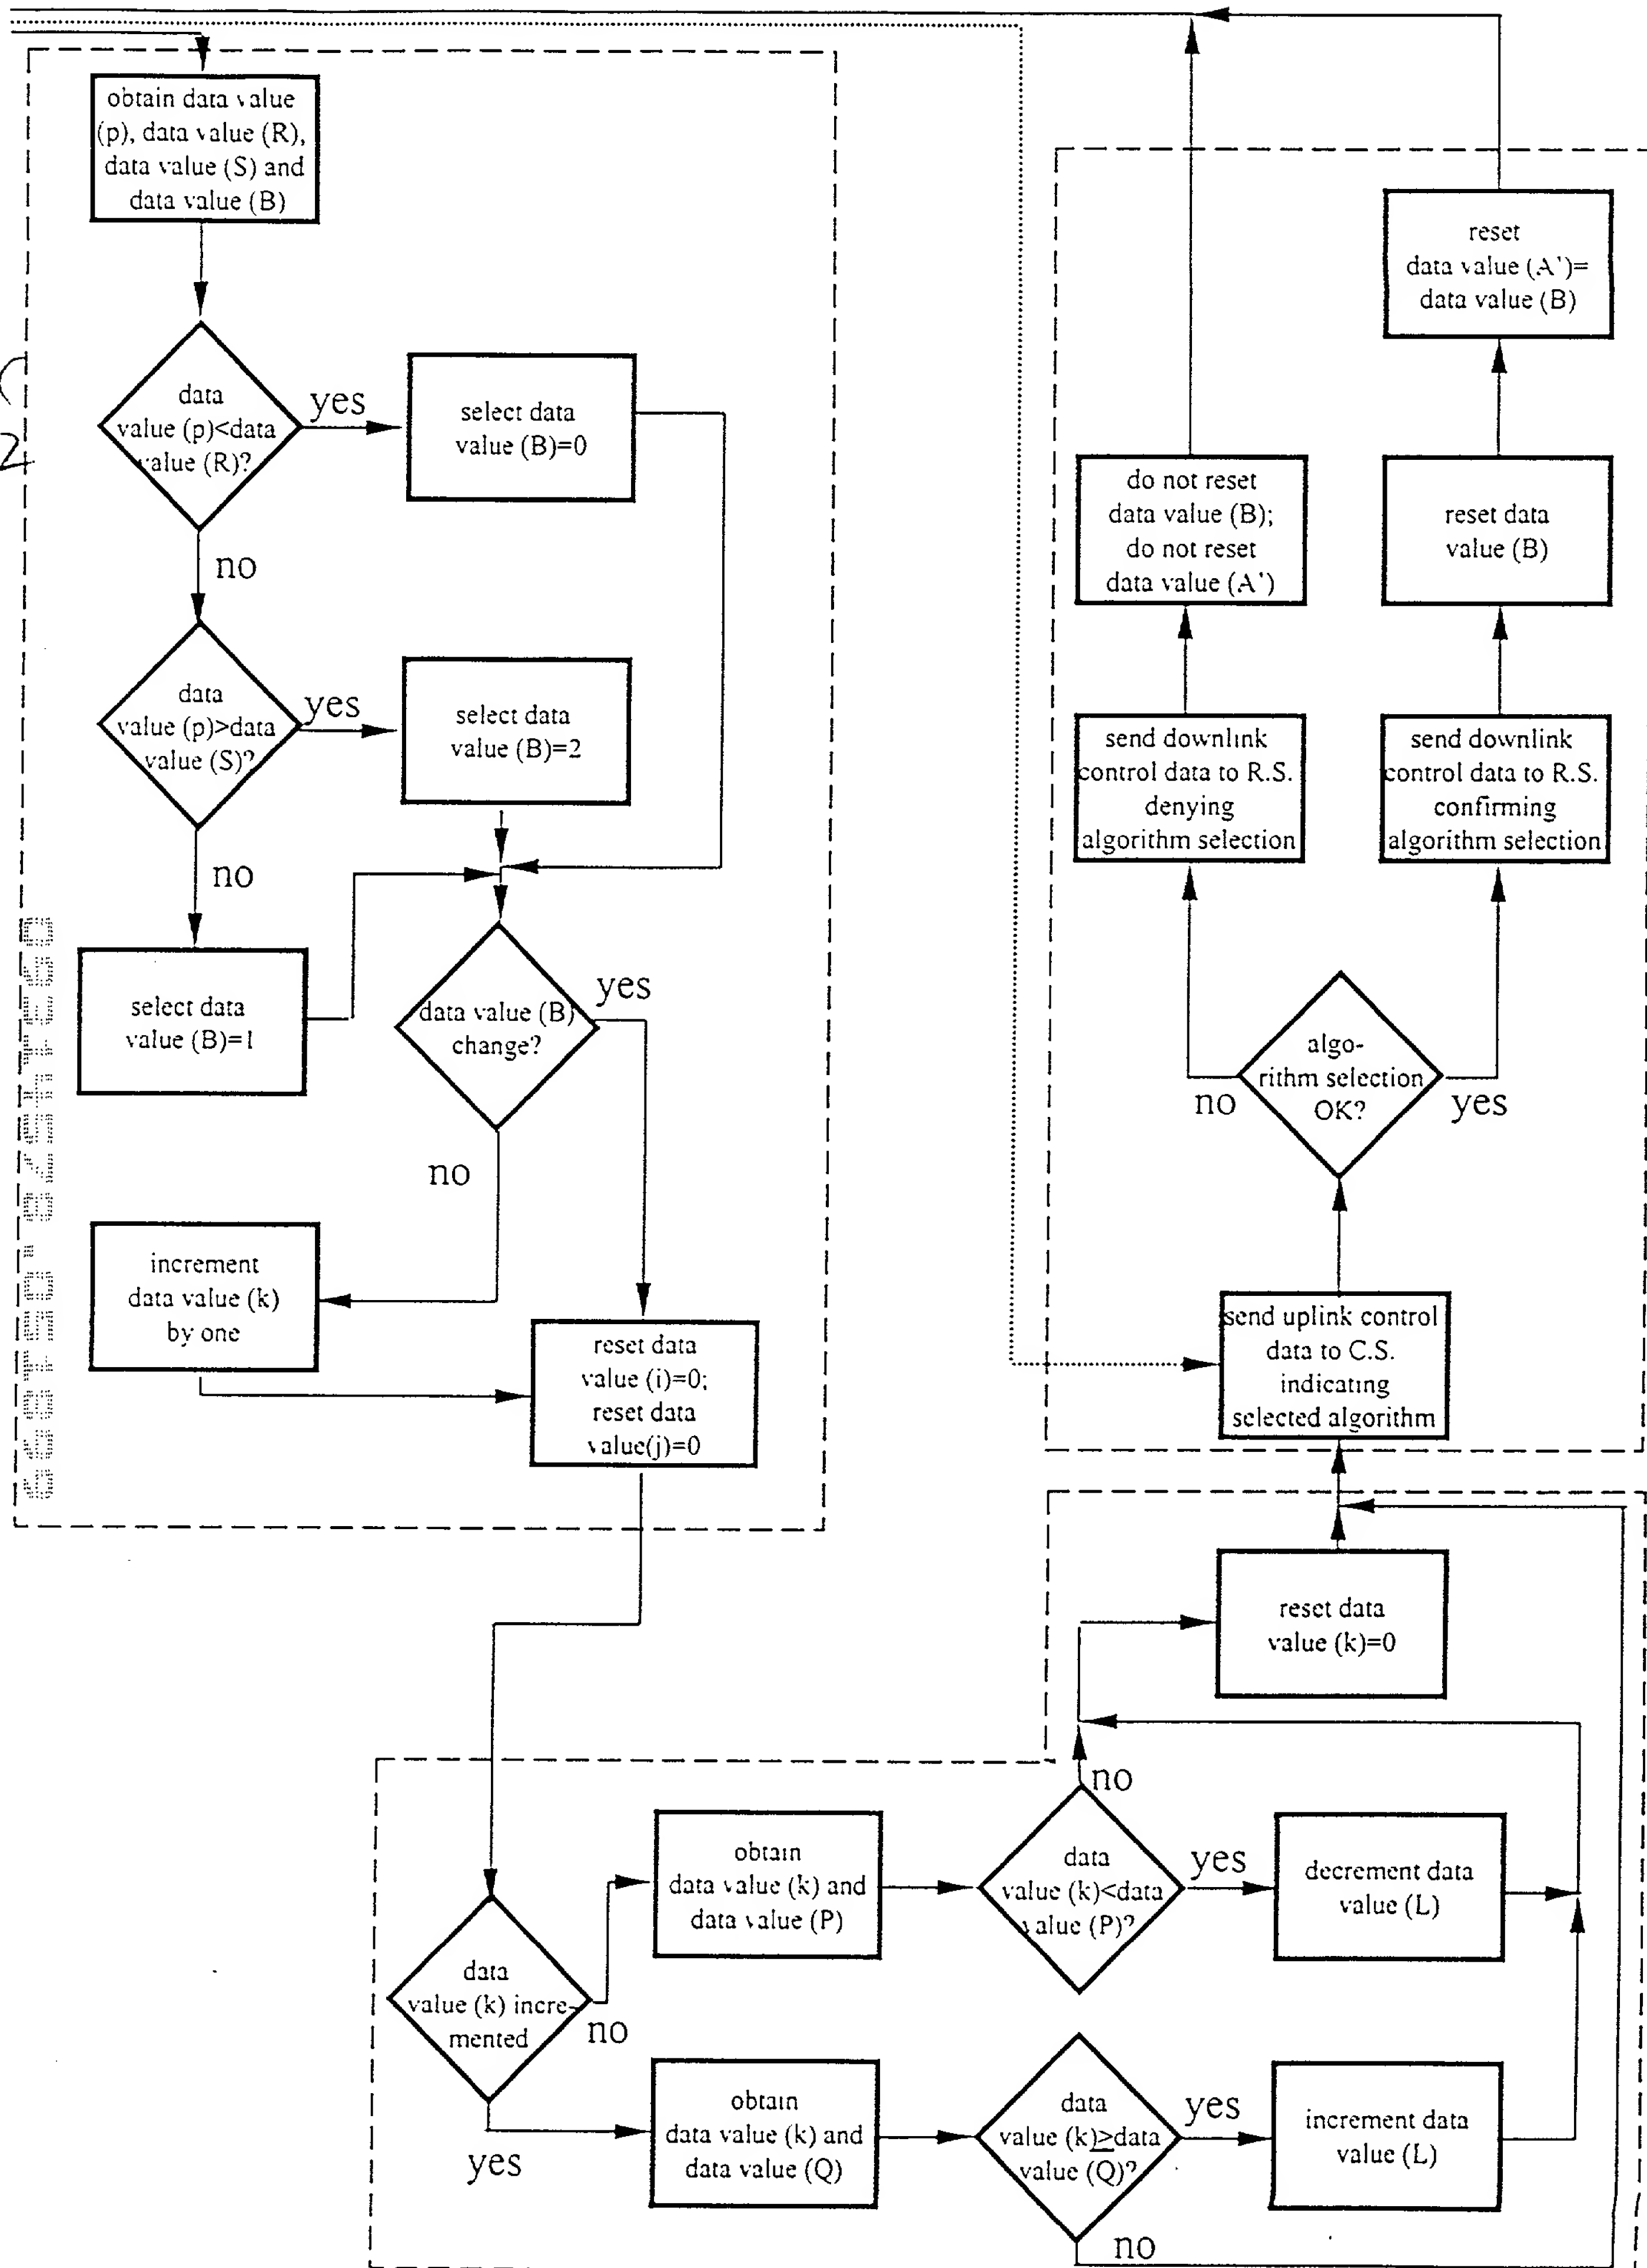 obtain data value
(p), data value (R),
data value (S) and
data value (B)
data
value (p)<data
value (R)?
yes
select data
value (B)=0
no
data
value (p)>data
value (S)?
yes
select data
value (B)=2
no
select data
value (B)=1
data value (B)
change?
yes
no
increment
data value (k)
by one
reset data
value (i)=0;
reset data
value(j)=0
reset
data value (A')=
data value (B)
do not reset
data value (B);
do not reset
data value (A')
reset data
value (B)
send downlink
control data to R.S.
denying
algorithm selection
send downlink
control data to R.S.
confirming
algorithm selection
algo-
rithm selection
OK?
no
yes
send uplink control
data to C.S.
indicating
selected algorithm
reset data
value (k)=0
no
data
value (k) incre-
mented
no
obtain
data value (k) and
data value (P)
data
value (k)<data
value (P)?
yes
decrement data
value (L)
yes
obtain
data value (k) and
data value (Q)
data
value (k)≥data
value (Q)?
yes
increment data
value (L)
no
2